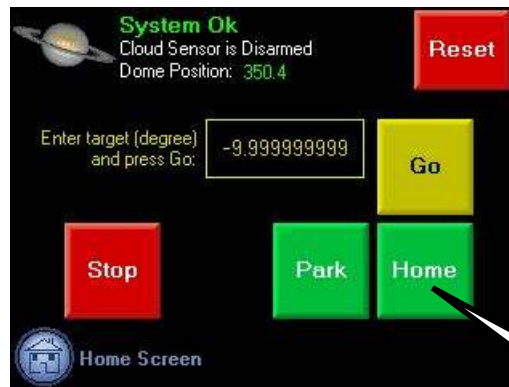 System Ok
Cloud Sensor is Disarmed
Dome Position: 350.4
Reset
Enter target (degree)
and press Go:
-9.999999999
Go
Stop
Park
Home
Home Screen